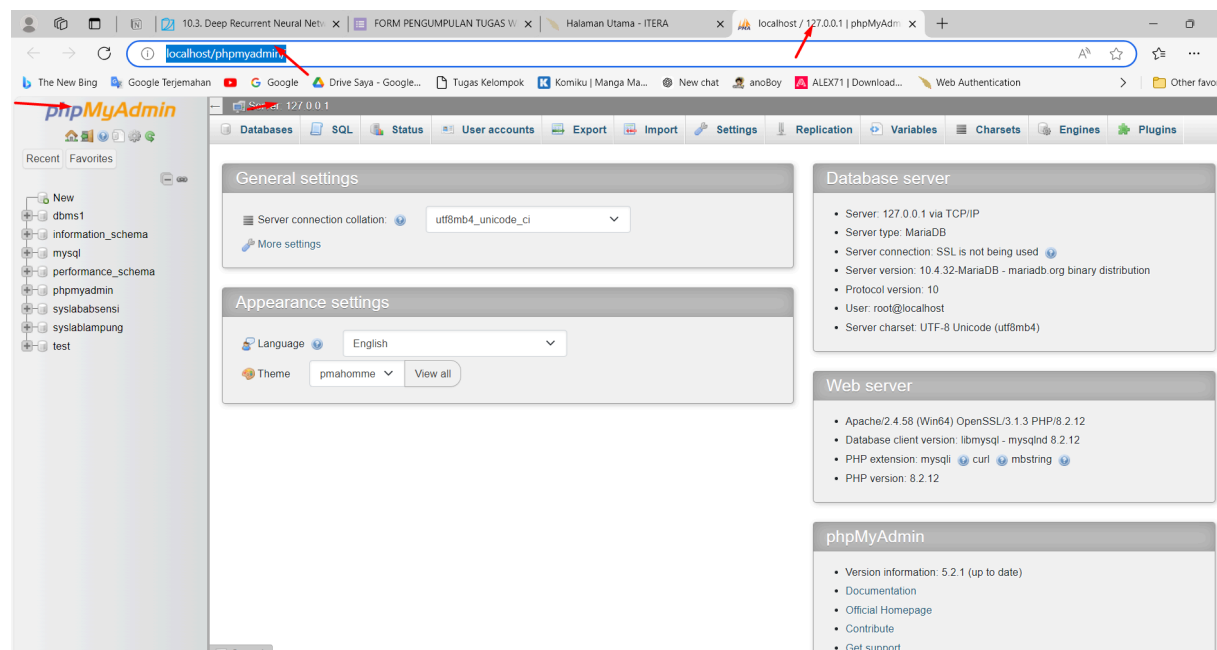 10.3. Deep Recurrent Neural Netw
FORM PENGUMPULAN TUGAS W
Halaman Utama - ITERA
localhost / 127.0.0.1 | phpMyAdm
localhost/phpmyadmin
The New Bing
Google Terjemahan
Google
Drive Saya - Google...
Tugas Kelompok
Komiku | Manga Ma...
New chat
anoBoy
ALEX71 | Download...
Web Authentication
Other favo
phpMyAdmin
Recent Favorites
New
dbms1
information_schema
mysql
performance_schema
phpmyadmin
syslababsensi
syslablampung
test
Server: 127.0.0.1
Databases
SQL
Status
User accounts
Export
Import
Settings
Replication
Variables
Charsets
Engines
Plugins
General settings
Server connection collation: utf8mb4_unicode_ci
More settings
Appearance settings
Language English
Theme pmahomme View all
Database server
• Server: 127.0.0.1 via TCP/IP
• Server type: MariaDB
• Server connection: SSL is not being used
• Server version: 10.4.32-MariaDB - mariadb.org binary distribution
• Protocol version: 10
• User: root@localhost
• Server charset: UTF-8 Unicode (utf8mb4)
Web server
• Apache/2.4.58 (Win64) OpenSSL/3.1.3 PHP/8.2.12
• Database client version: libmysql - mysqlnd 8.2.12
• PHP extension: mysqli curl mbstring
• PHP version: 8.2.12
phpMyAdmin
• Version information: 5.2.1 (up to date)
• Documentation
• Official Homepage
• Contribute
• Get support